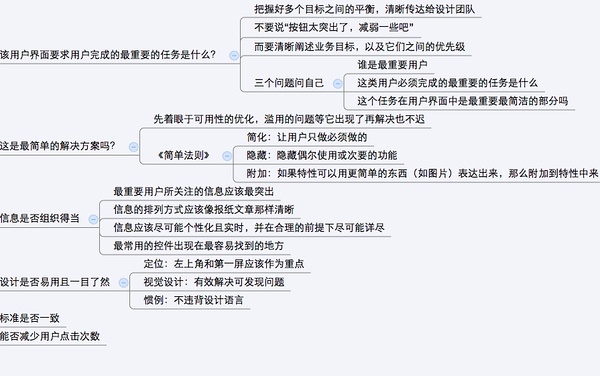 把握好多个目标之间的平衡，清晰传达给设计团队
不要说“按钮太突出了，减弱一些吧”
该用户界面要求用户完成的最重要的任务是什么？
而要清晰阐述业务目标，以及它们之间的优先级
谁是最重要用户
三个问题问自己
这类用户必须完成的最重要的任务是什么
这个任务在用户界面中是最重要最简洁的部分吗
先着眼于可用性的优化，滥用的问题等它出现了再解决也不迟
这是最简单的解决方案吗？
简化：让用户只做必须做的
《简单法则》
隐藏：隐藏偶尔使用或次要的功能
附加：如果特性可以用更简单的东西（如图片）表达出来，那么附加到特性中来
最重要用户所关注的信息应该最突出
信息的排列方式应该像报纸文章那样清晰
信息是否组织得当
信息应该尽可能个性化且实时，并在合理的前提下尽可能详尽
最常用的控件出现在最容易找到的地方
定位：左上角和第一屏应该作为重点
设计是否易用且一目了然
视觉设计：有效解决可发现问题
惯例：不违背设计语言
标准是否一致
能否减少用户点击次数